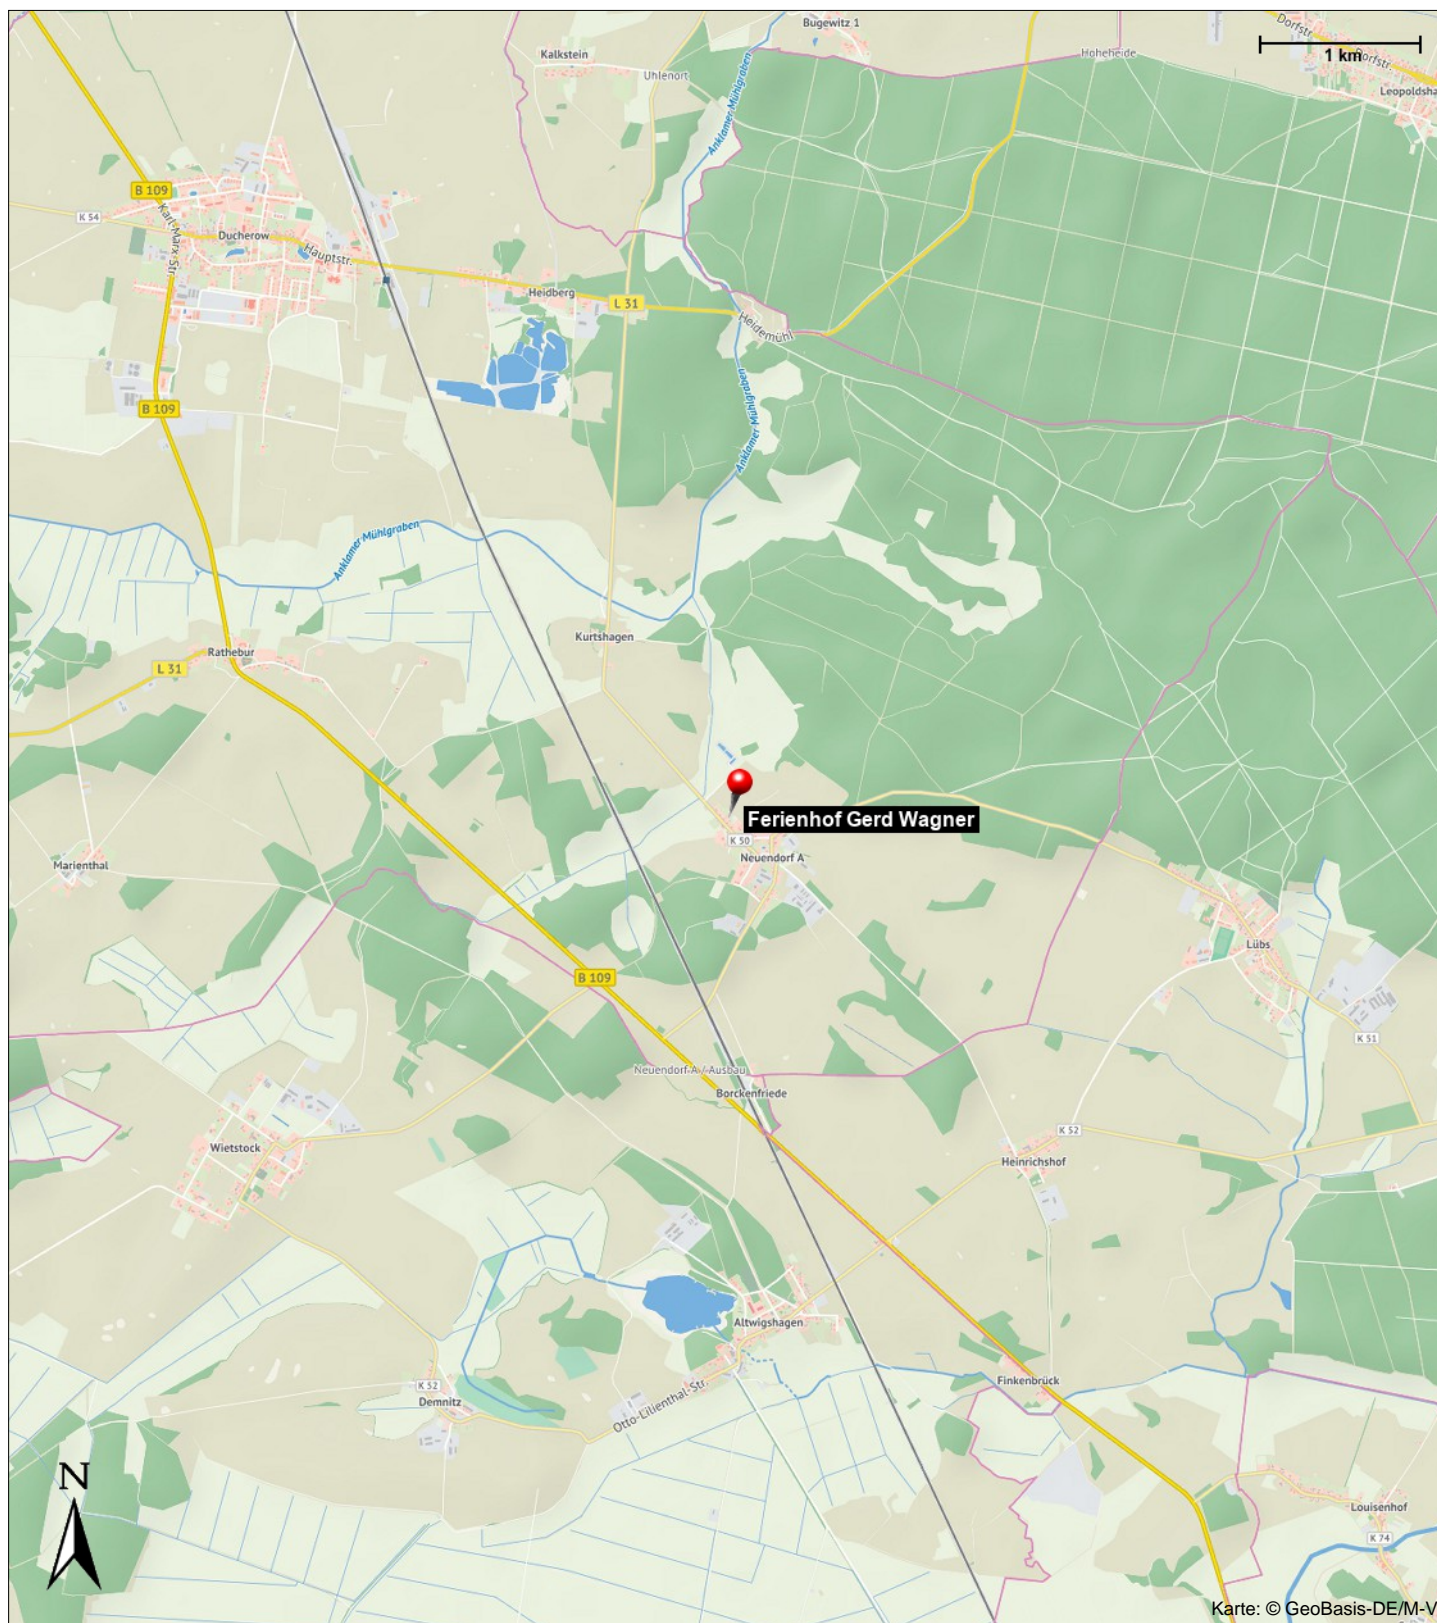 Bugewitz 1
Dorfstr.
Kalkstein
Hoheheide
1 km
Dorfstr.
Uhlenort
Leopoldsha
Anklamer Mühlgraben
B 109
K 54
Karl-Marx-Str.
Ducherow
Hauptstr.
Heidberg
L 31
Heidemühl
B 109
Anklamer Mühlgraben
Anklamer Mühlgraben
Kurtshagen
Rathebur
L 31
Ferienhof Gerd Wagner
K 50
Neuendorf A
Marienthal
Lübs
B 109
K 51
Neuendorf A / Ausbau
Borckenfriede
K 52
Wietstock
Heinrichshof
Altwigshagen
Finkenbrück
K 52
Demnitz
Otto-Lilienthal-Str.
N
Louisenhof
K 74
Karte: © GeoBasis-DE/M-V